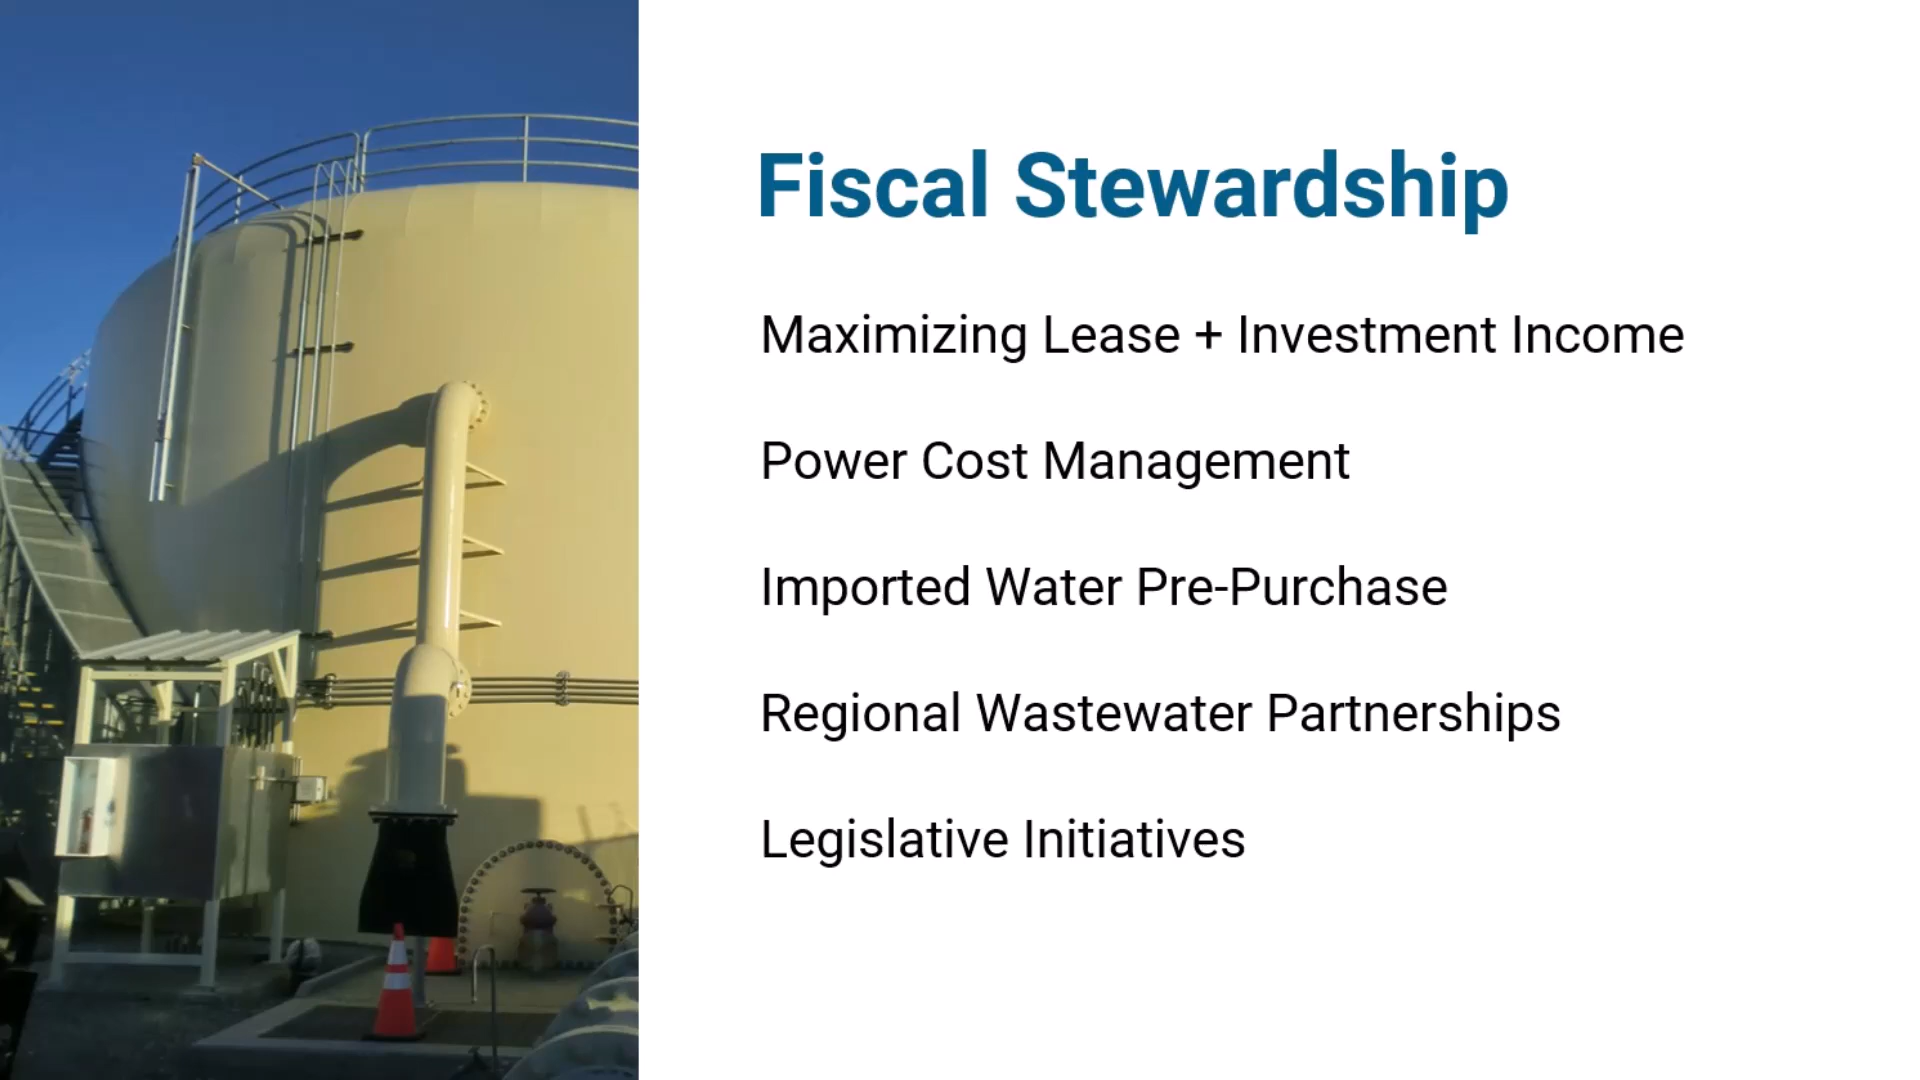 Fiscal Stewardship
Maximizing Lease + Investment Income
Power Cost Management
Imported Water Pre-Purchase
Regional Wastewater Partnerships
Legislative Initiatives